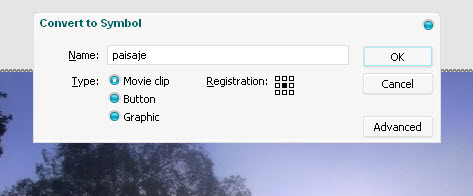 Convert to Symbol
Name: paisaje OK
Type: Movie clip Registration: Cancel
Button
Graphic Advanced